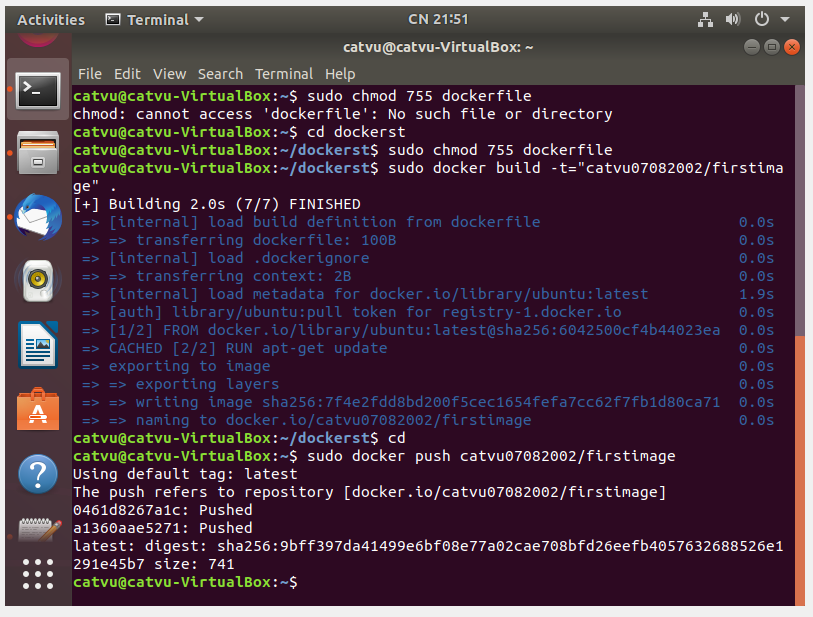 Activities Terminal CN 21:51
catvu@catvu-VirtualBox: ~
File Edit View Search Terminal Help
catvu@catvu-VirtualBox:~$ sudo chmod 755 dockerfile
chmod: cannot access 'dockerfile': No such file or directory
catvu@catvu-VirtualBox:~$ cd dockerst
catvu@catvu-VirtualBox:~/dockerst$ sudo chmod 755 dockerfile
catvu@catvu-VirtualBox:~/dockerst$ sudo docker build -t="catvu07082002/firstima
ge" .
[+] Building 2.0s (7/7) FINISHED
=> [internal] load build definition from dockerfile 0.0s
=> => transferring dockerfile: 100B 0.0s
=> [internal] load .dockerignore 0.0s
=> => transferring context: 2B 0.0s
=> [internal] load metadata for docker.io/library/ubuntu:latest 1.9s
=> [auth] library/ubuntu:pull token for registry-1.docker.io 0.0s
=> [1/2] FROM docker.io/library/ubuntu:latest@sha256:6042500cf4b44023ea 0.0s
=> CACHED [2/2] RUN apt-get update 0.0s
=> exporting to image 0.0s
=> => exporting layers 0.0s
=> => writing image sha256:7f4e2fdd8bd200f5cec1654fefa7cc62f7fb1d80ca71 0.0s
=> => naming to docker.io/catvu07082002/firstimage 0.0s
catvu@catvu-VirtualBox:~/dockerst$ cd
catvu@catvu-VirtualBox:~$ sudo docker push catvu07082002/firstimage
Using default tag: latest
The push refers to repository [docker.io/catvu07082002/firstimage]
0461d8267a1c: Pushed
a1360aae5271: Pushed
latest: digest: sha256:9bff397da41499e6bf08e77a02cae708bfd26eefb4057632688526e1
291e45b7 size: 741
catvu@catvu-VirtualBox:~$